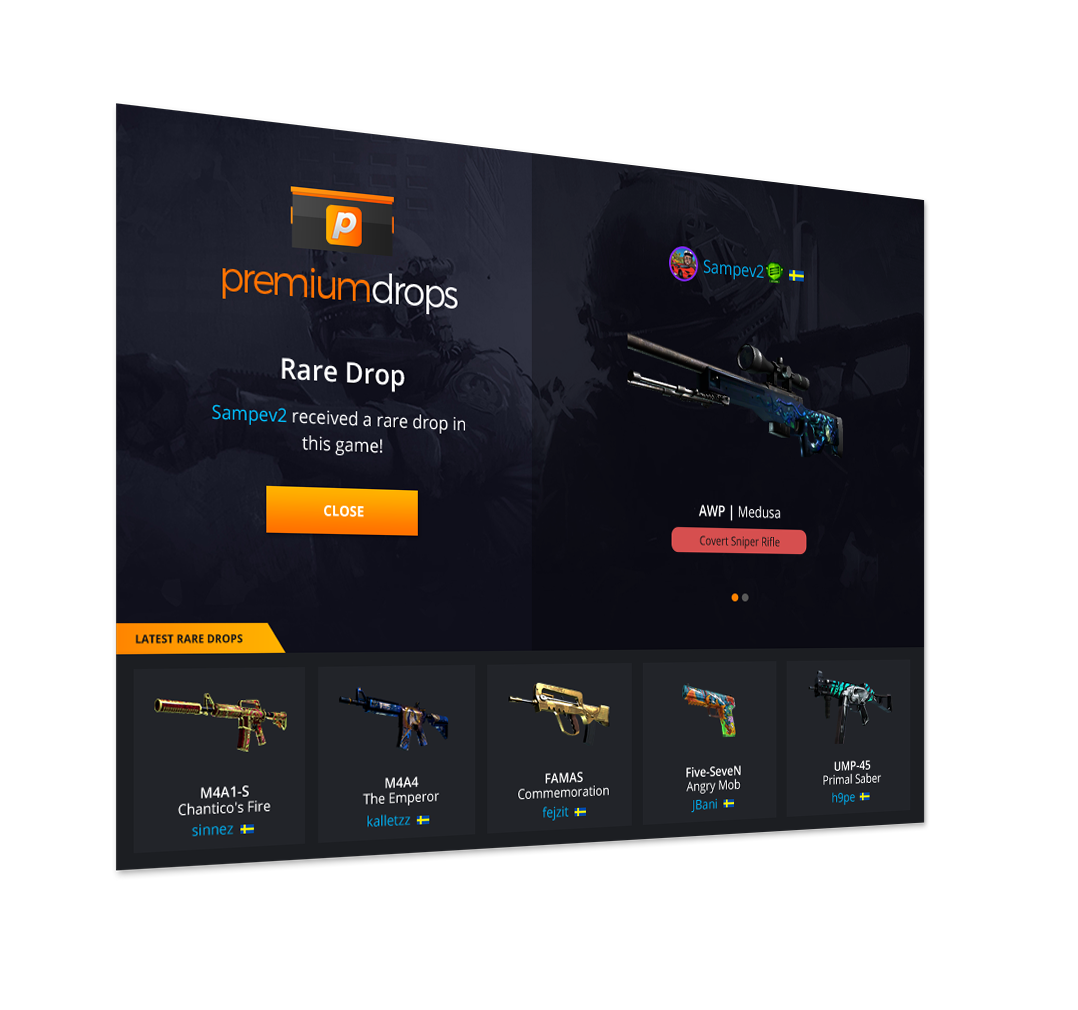 P
premiumdrops
Rare Drop
Sampev2 received a rare drop in
this game!
CLOSE
Sampev2
AWP | Medusa
Covert Sniper Rifle
LATEST RARE DROPS
M4A1-S
Chantico's Fire
sinnez
M4A4
The Emperor
kalletzz
FAMAS
Commemoration
fejzit
Five-SeveN
Angry Mob
JBani
UMP-45
Primal Saber
h9pe